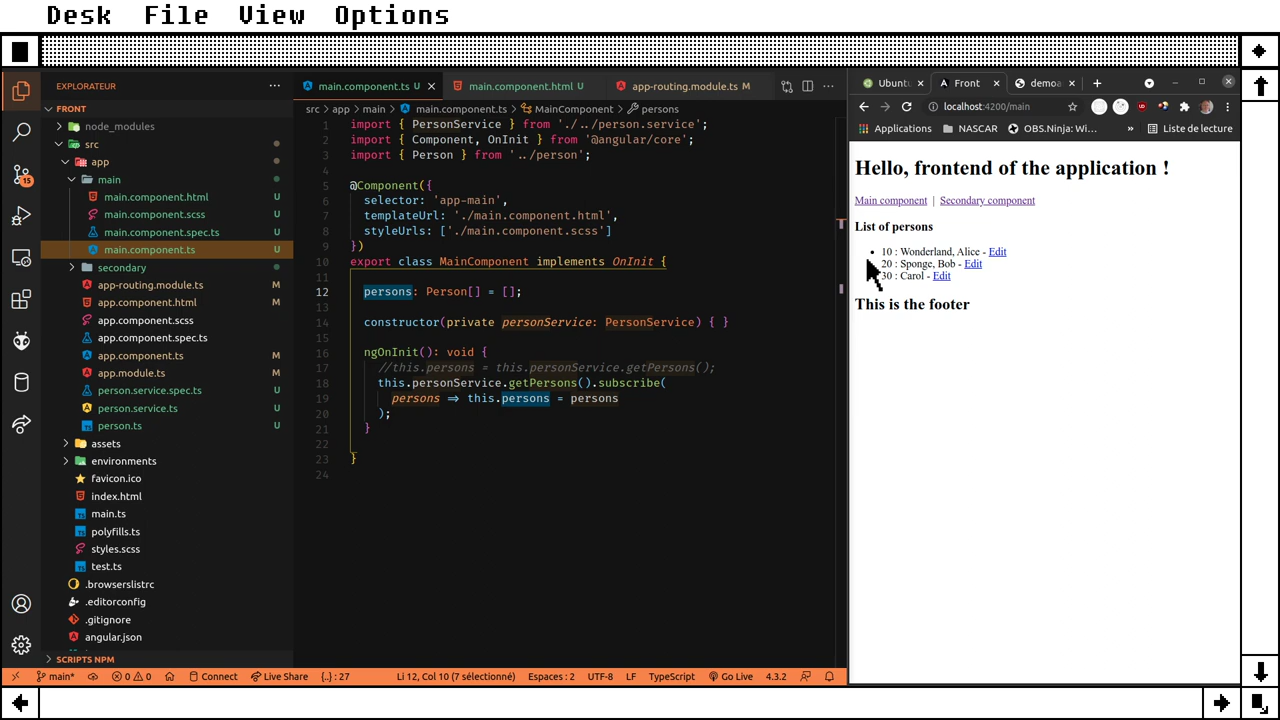 Desk File View Options
EXPLORATEUR
FRONT
node_modules
src
app
main
main.component.html U
main.component.scss U
main.component.spec.ts U
main.component.ts U
secondary
app-routing.module.ts M
app.component.html M
app.component.scss
app.component.spec.ts
app.component.ts M
app.module.ts M
person.service.spec.ts U
person.service.ts U
person.ts U
assets
environments
favicon.ico
index.html
main.ts
polyfills.ts
styles.scss
test.ts
.browserslistrc
.editorconfig
.gitignore
angular.json
SCRIPTS NPM
15
main.component.ts U
main.component.html U
app-routing.module.ts M
src > app > main > main.component.ts > MainComponent > persons
1 import { PersonService } from './../person.service';
2 import { Component, OnInit } from '@angular/core';
3 import { Person } from '../person';
4
5 @Component({
6 selector: 'app-main',
7 templateUrl: './main.component.html',
8 styleUrls: ['./main.component.scss']
9 })
10 export class MainComponent implements OnInit {
11
12 persons: Person[] = [];
13
14 constructor(private personService: PersonService) { }
15
16 ngOnInit(): void {
17 //this.persons = this.personService.getPersons();
18 this.personService.getPersons().subscribe(
19 persons => this.persons = persons
20 );
21 }
22
23 }
24
main* 0 0 Connect Live Share {..} : 27 Li 12, Col 10 (7 sélectionné) Espaces : 2 UTF-8 LF TypeScript Go Live 4.3.2
Ubunt Front demoa
localhost:4200/main
Applications NASCAR OBS.Ninja: Wi... » Liste de lecture
Hello, frontend of the application !
Main component | Secondary component
List of persons
10 : Wonderland, Alice - Edit
20 : Sponge, Bob - Edit
30 : Carol - Edit
This is the footer